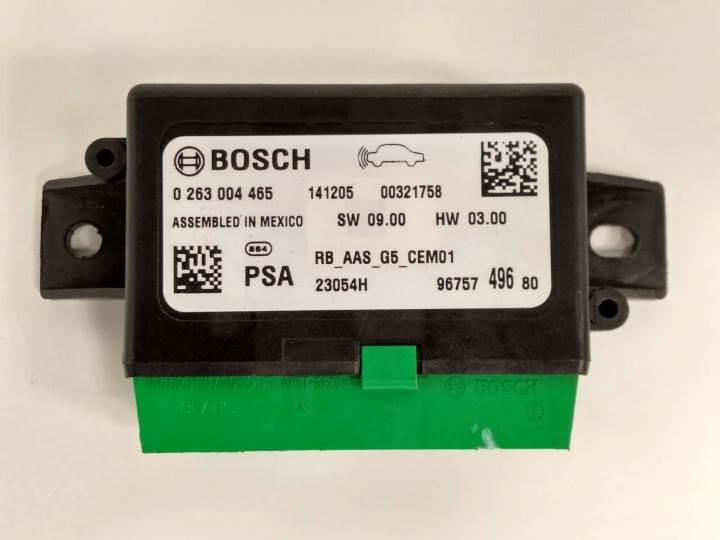 BOSCH
0 263 004 465 141205 00321758
ASSEMBLED IN MEXICO SW 09.00 HW 03.00
564
PSA RB_AAS_G5_CEM01
23054H 96757 496 80
BOSCH